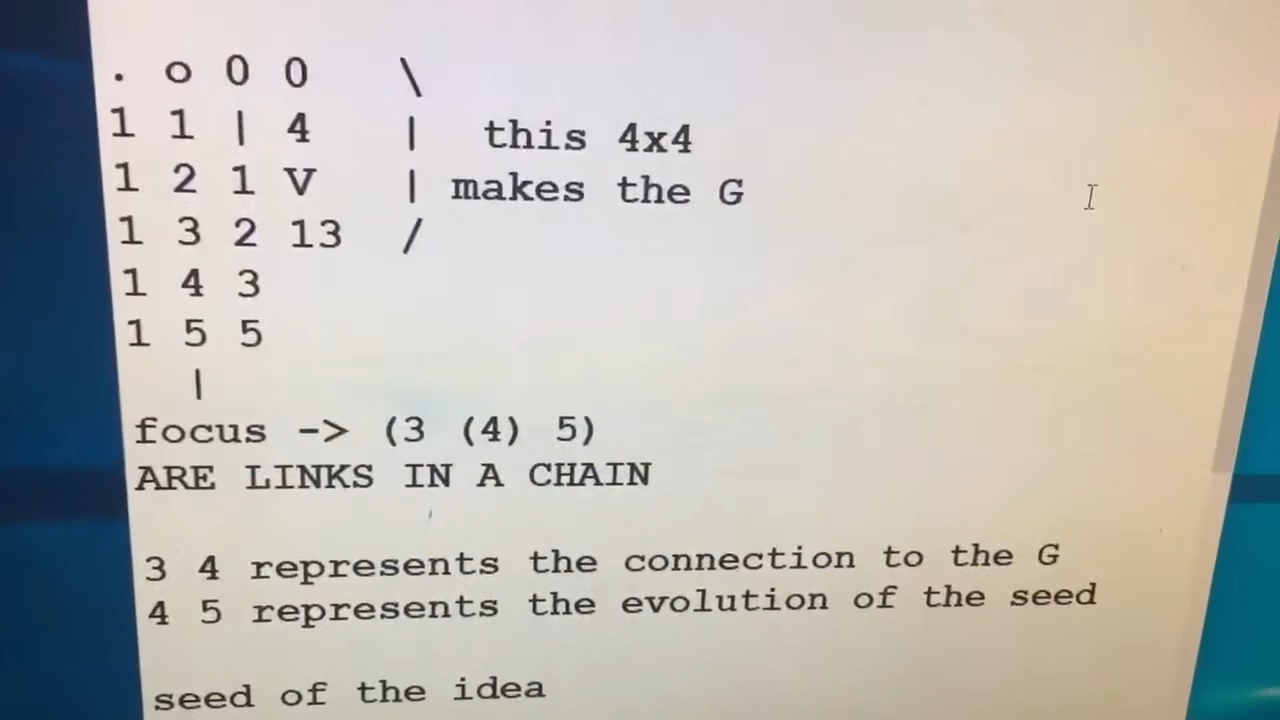 . o 0 0 \
1 1 | 4 | this 4x4
1 2 1 V | makes the G
1 3 2 13 /
1 4 3
1 5 5
|
focus -> (3 (4) 5)
ARE LINKS IN A CHAIN
3 4 represents the connection to the G
4 5 represents the evolution of the seed
seed of the idea